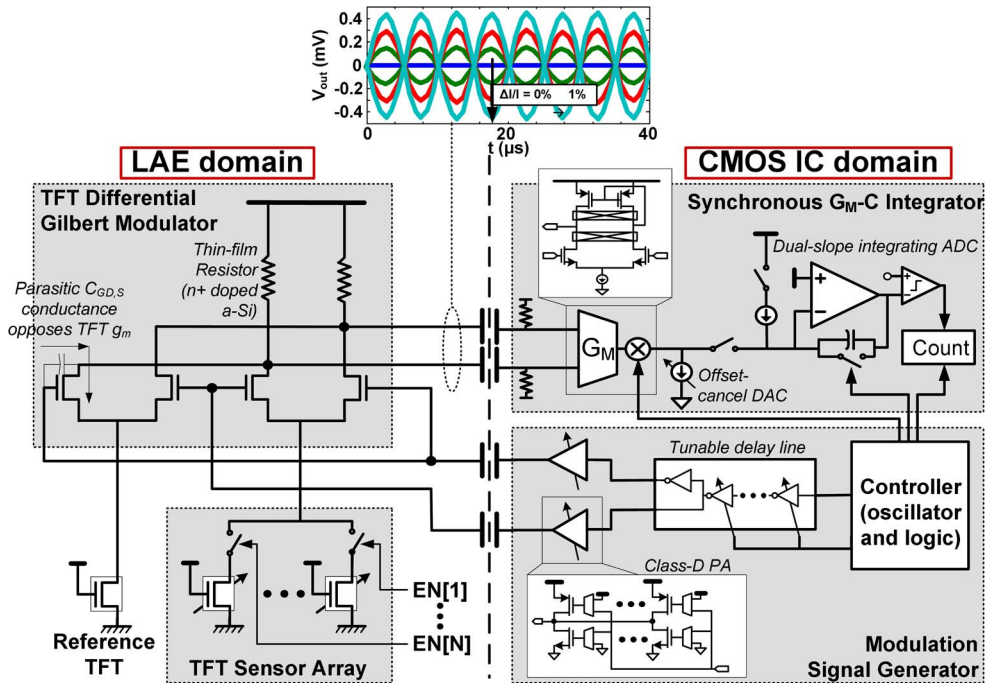 0.4
0.2
0
-0.2
-0.4
V_out (mV)
ΔI/I = 0% 1%
→
0 20 40
t (µs)
LAE domain
CMOS IC domain
TFT Differential
Gilbert Modulator
Thin-film
Resistor
(n+ doped
a-Si)
Parasitic C_GD,S
conductance
opposes TFT g_m
Reference
TFT
TFT Sensor Array
EN[1]
EN[N]
Synchronous G_M-C Integrator
Dual-slope integrating ADC
G_M
+
−
+
−
Count
Offset-
cancel DAC
Tunable delay line
Controller
(oscillator
and logic)
Class-D PA
Modulation
Signal Generator